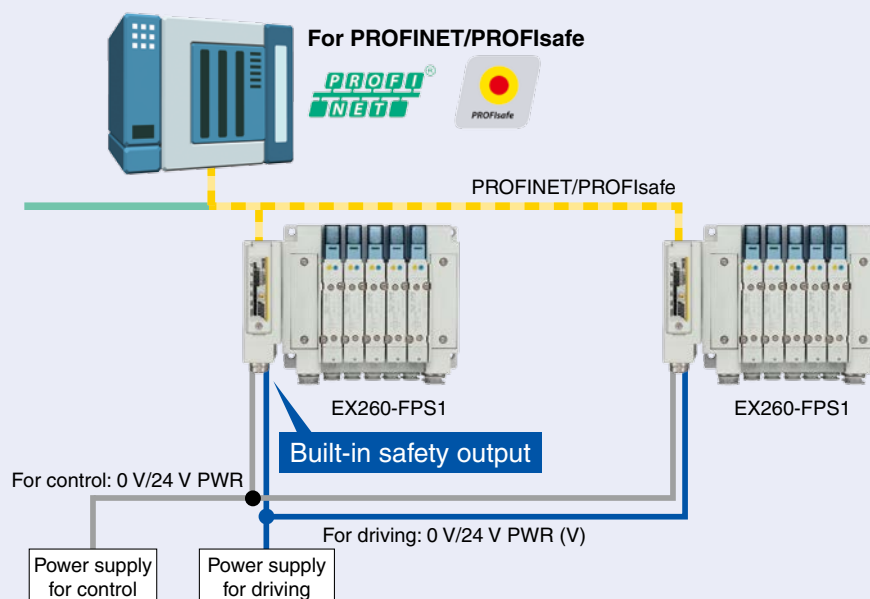 For PROFINET/PROFIsafe
PROFI
NET
®
PROFIsafe
PROFINET/PROFIsafe
EX260-FPS1
EX260-FPS1
Built-in safety output
For control: 0 V/24 V PWR
For driving: 0 V/24 V PWR (V)
Power supply
for control
Power supply
for driving